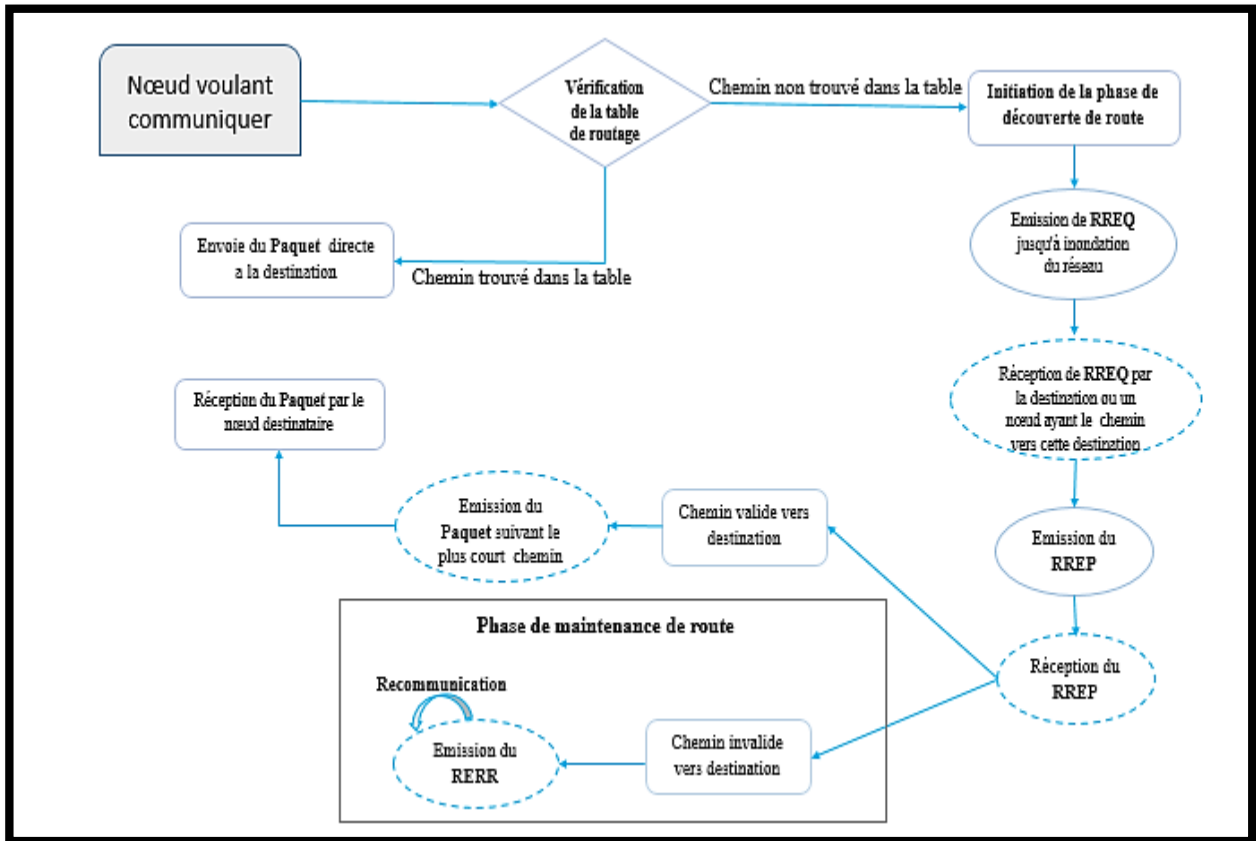 Nœud voulant
communiquer
Vérification
de la table
de routage
Chemin non trouvé dans la table
Initiation de la phase de
découverte de route
Envoie du Paquet directe
a la destination
Chemin trouvé dans la table
Emission de RREQ
jusqu'à inondation
du réseau
Réception de RREQ par
la destination ou un
nœud ayant le chemin
vers cette destination
Réception du Paquet par le
nœud destinataire
Emission du
Paquet suivant le
plus court chemin
Chemin valide vers
destination
Emission du
RREP
Phase de maintenance de route
Réception du
RREP
Recommunication
Emission du
RERR
Chemin invalide
vers destination